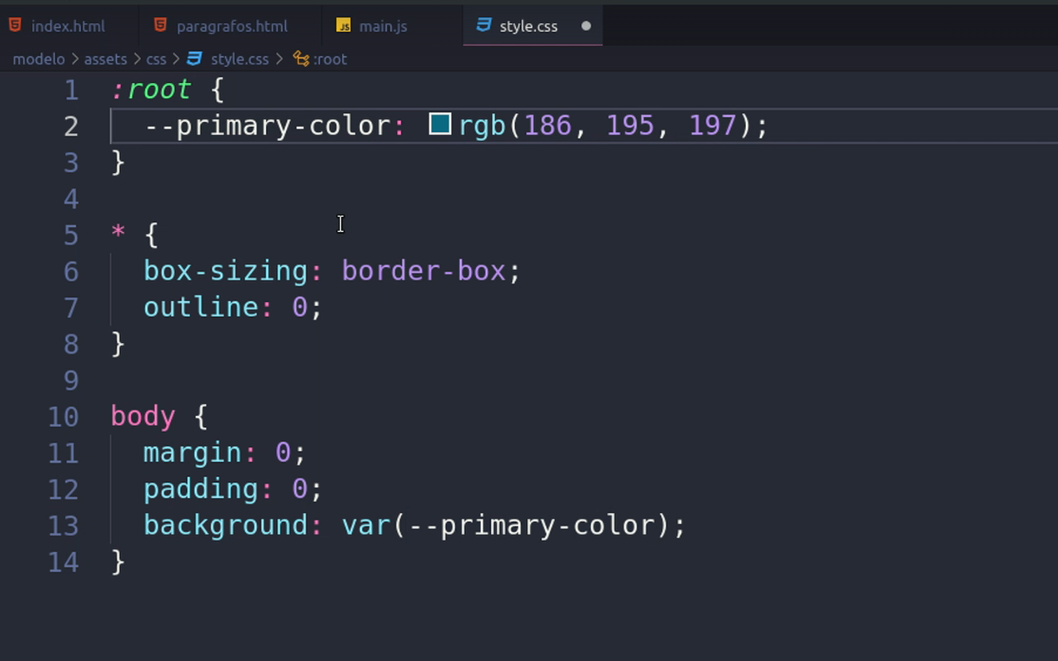 index.html paragrafos.html JS main.js style.css
modelo > assets > css > style.css > :root
1 :root {
2   --primary-color: rgb(186, 195, 197);
3 }
4
5 * {
6   box-sizing: border-box;
7   outline: 0;
8 }
9
10 body {
11   margin: 0;
12   padding: 0;
13   background: var(--primary-color);
14 }